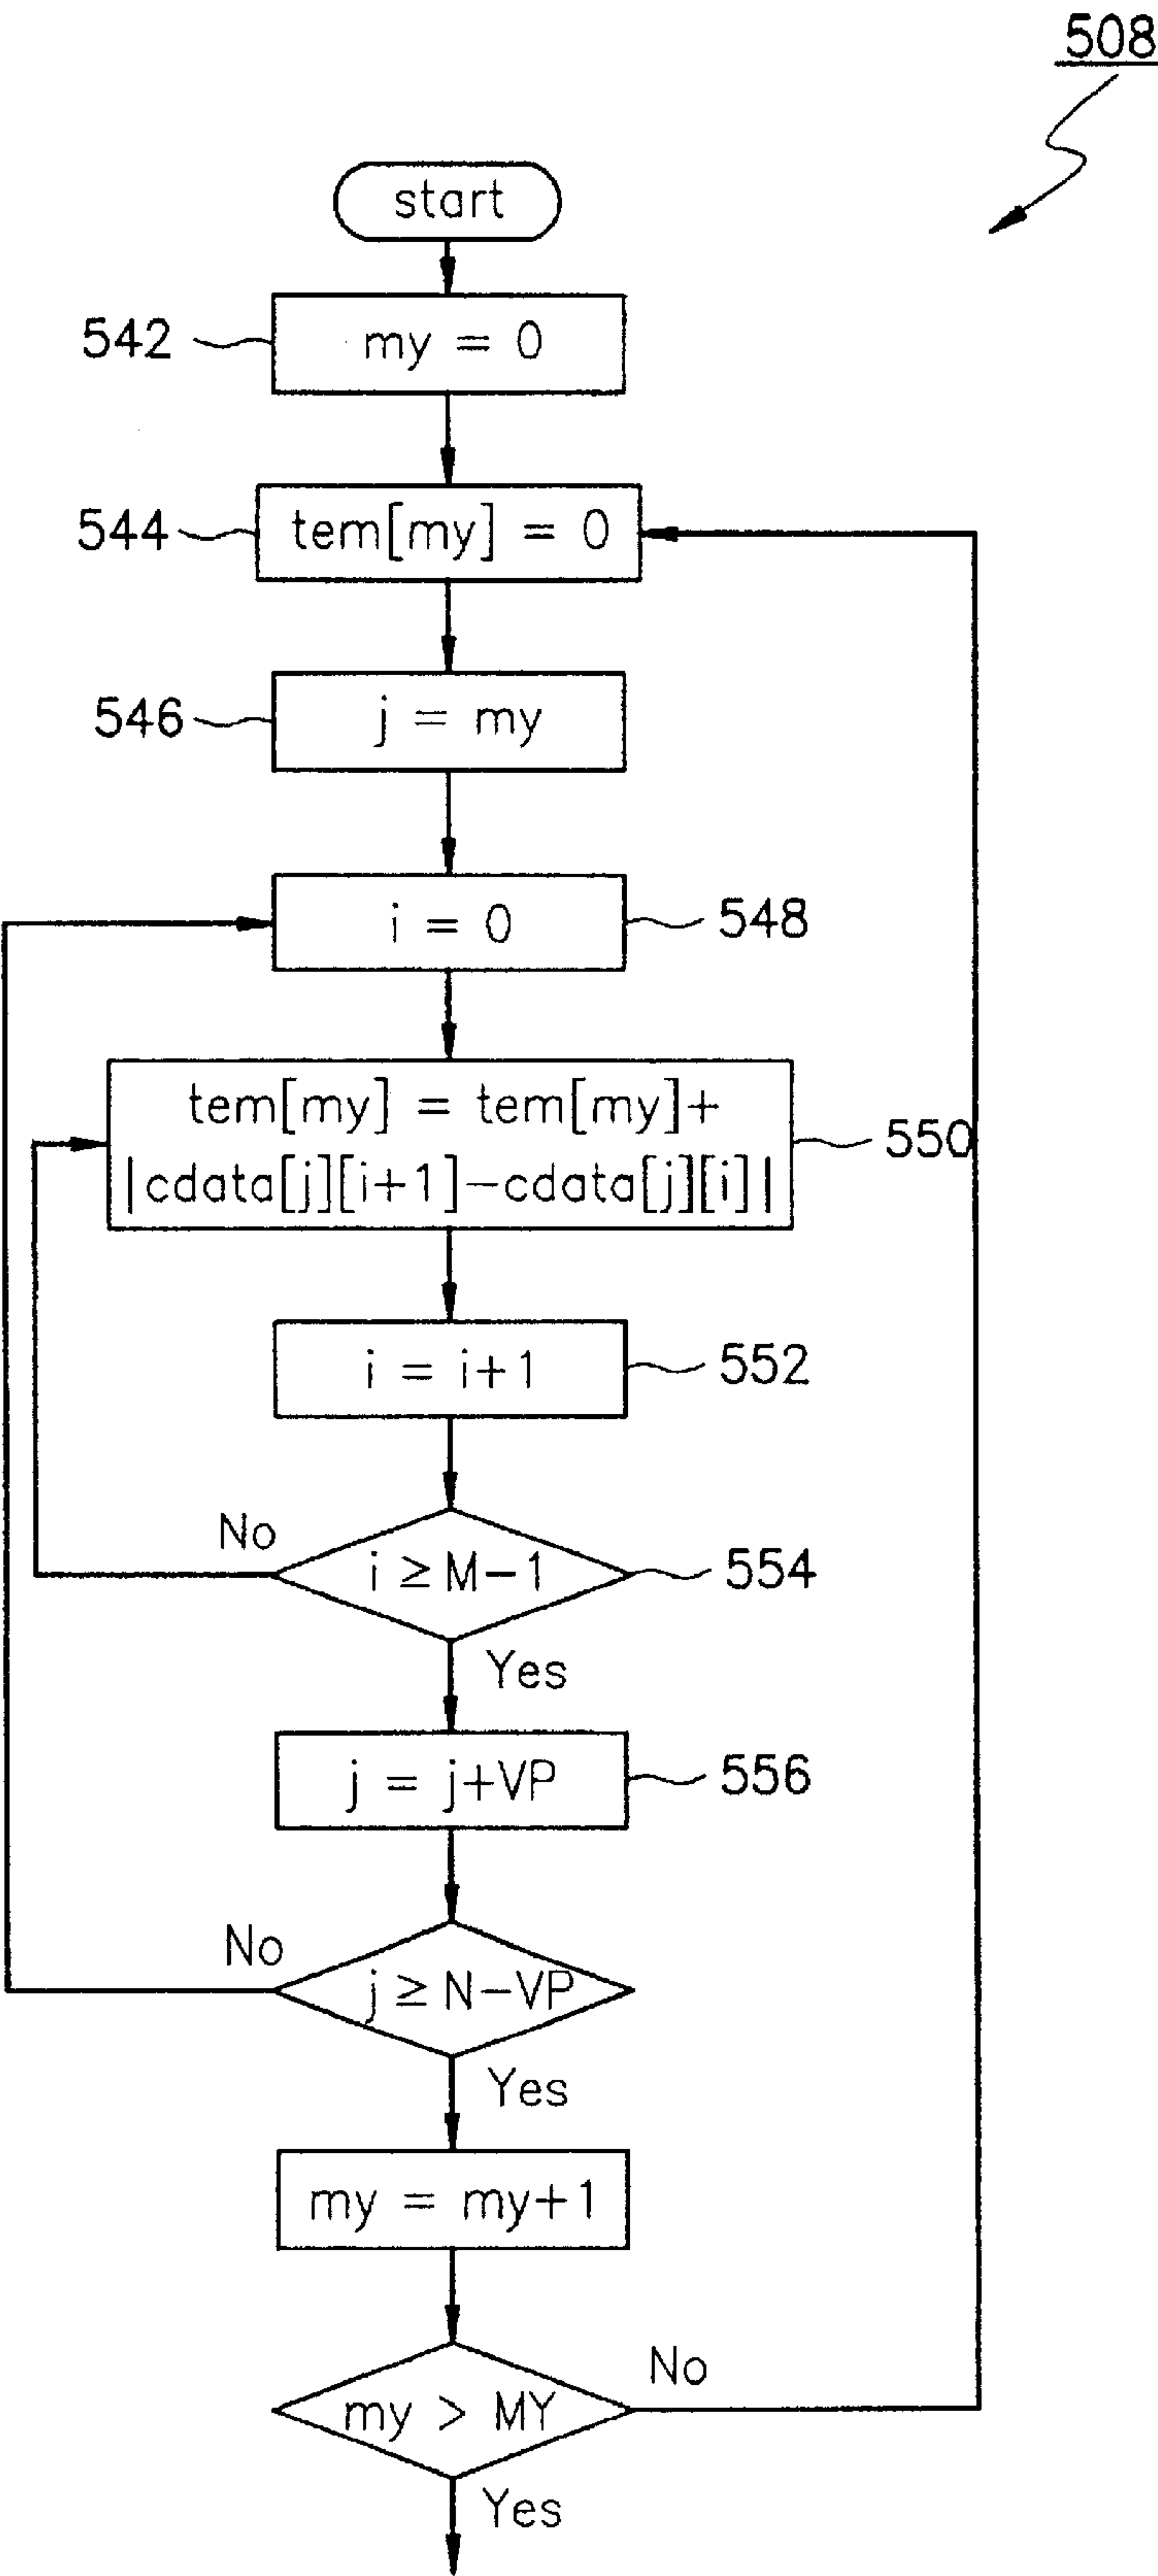 508
start
542
my = 0
544
tem[my] = 0
546
j = my
i = 0
548
tem[my] = tem[my]+
|cdata[j][i+1]-cdata[j][i]|
550
i = i+1
552
No
i ≥ M-1
554
Yes
j = j+VP
556
No
j ≥ N-VP
Yes
my = my+1
No
my > MY
Yes